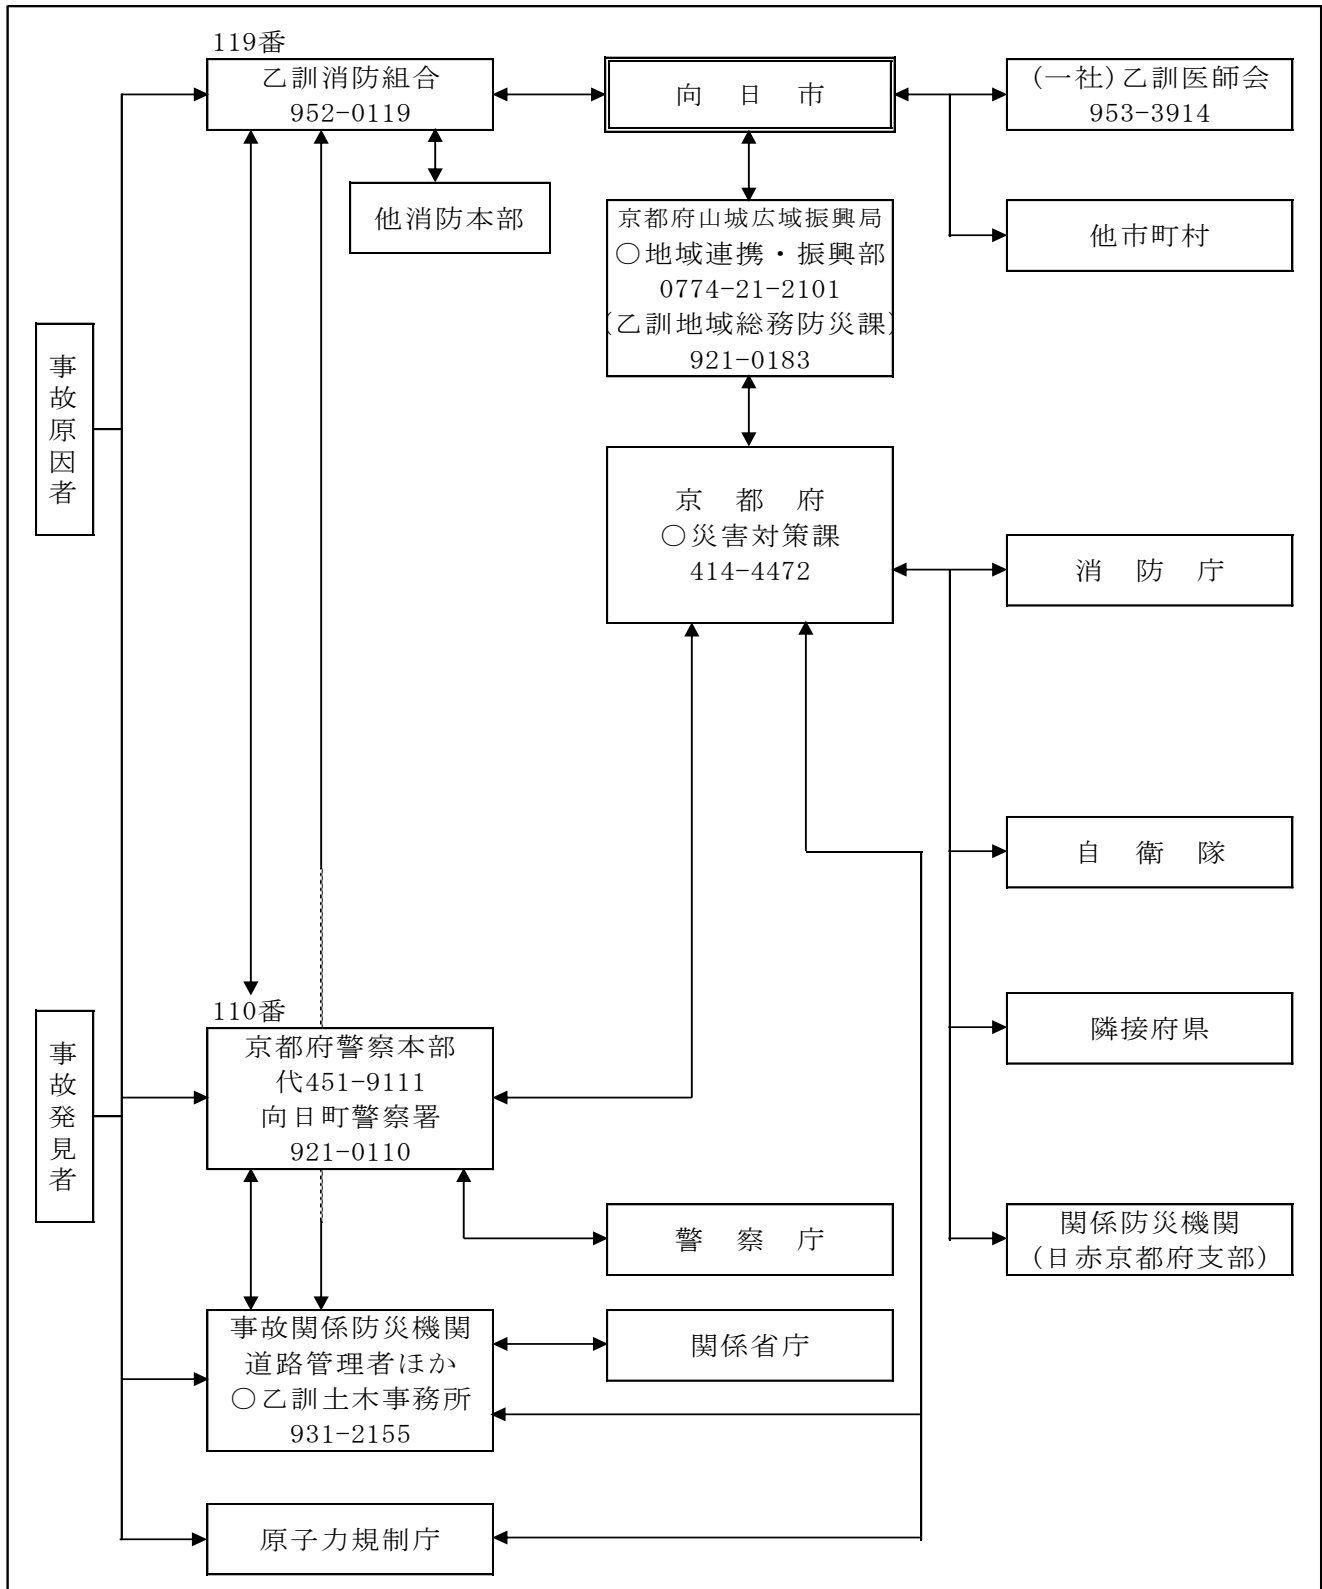 119番
乙訓消防組合
952-0119
向 日 市
(一社)乙訓医師会
953-3914
他消防本部
京都府山城広域振興局
○地域連携・振興部
0774-21-2101
(乙訓地域総務防災課)
921-0183
他市町村
事故原因者
京 都 府
○災害対策課
414-4472
消 防 庁
自 衛 隊
110番
京都府警察本部
代451-9111
向日町警察署
921-0110
隣接府県
事故発見者
警 察 庁
関係防災機関
(日赤京都府支部)
事故関係防災機関
道路管理者ほか
○乙訓土木事務所
931-2155
関係省庁
原子力規制庁